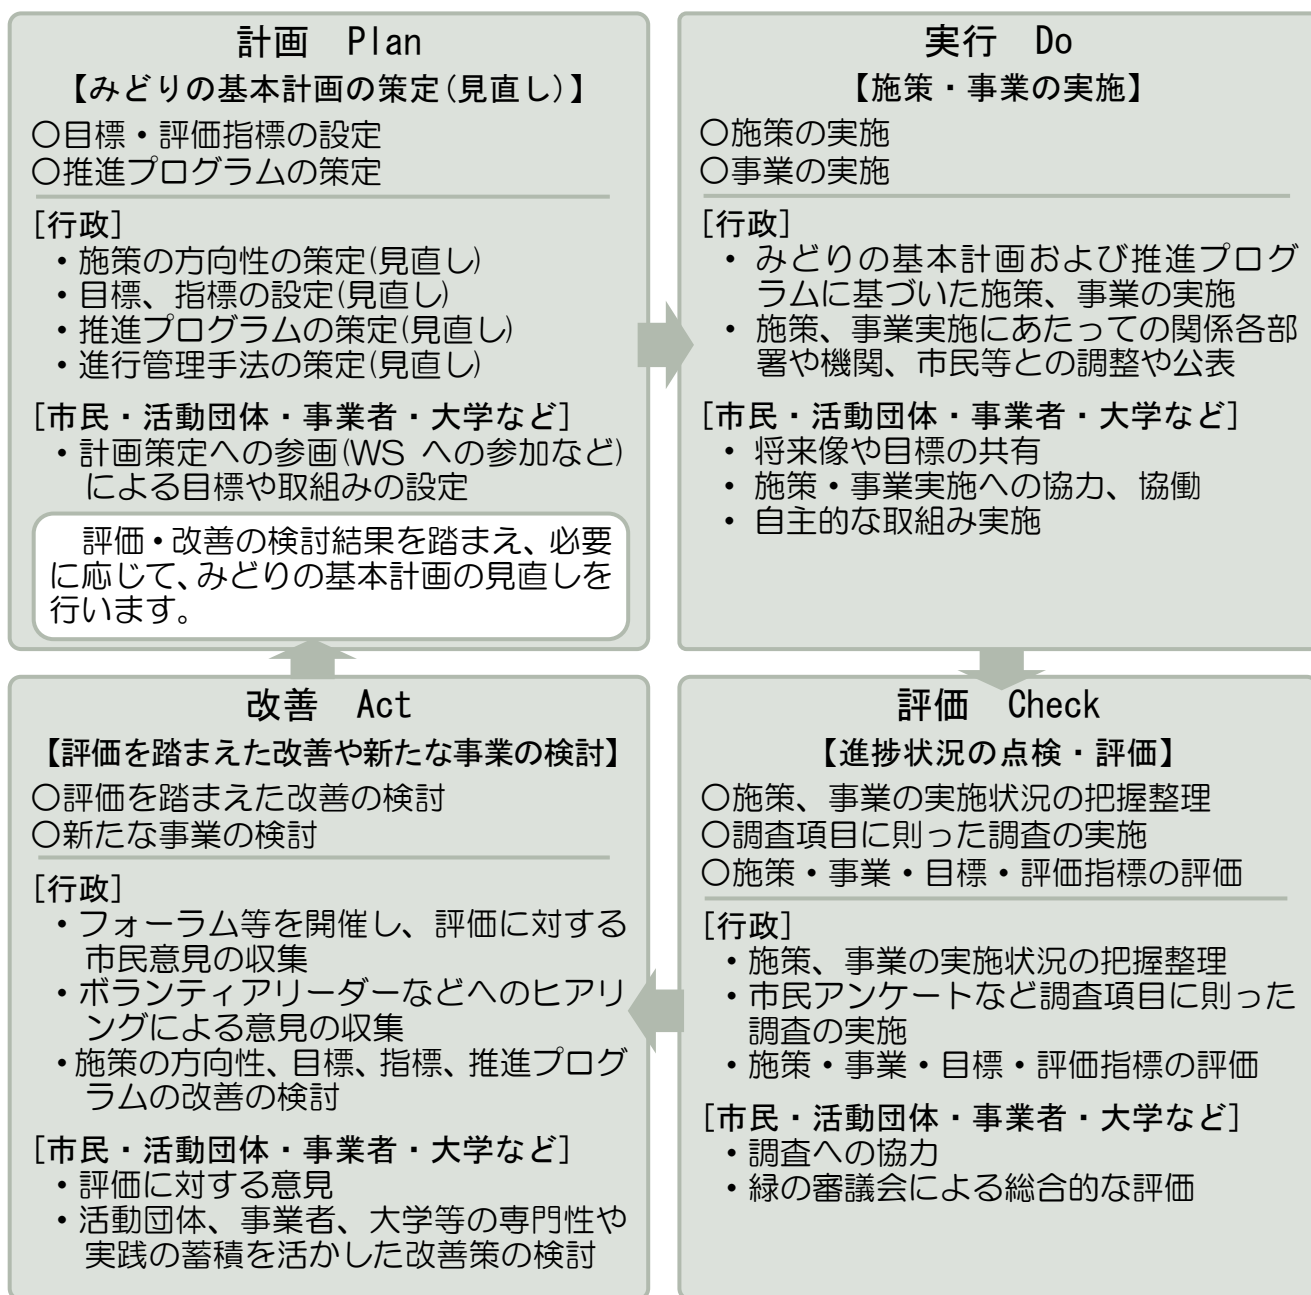 計画　Plan
【みどりの基本計画の策定(見直し)】
〇目標・評価指標の設定
〇推進プログラムの策定
[行政]
・施策の方向性の策定(見直し)
・目標、指標の設定(見直し)
・推進プログラムの策定(見直し)
・進行管理手法の策定(見直し)
[市民・活動団体・事業者・大学など]
・計画策定への参画(WS への参加など)
による目標や取組みの設定
評価・改善の検討結果を踏まえ、必要
に応じて、みどりの基本計画の見直しを
行います。
実行　Do
【施策・事業の実施】
〇施策の実施
〇事業の実施
[行政]
・みどりの基本計画および推進プログ
ラムに基づいた施策、事業の実施
・施策、事業実施にあたっての関係各部
署や機関、市民等との調整や公表
[市民・活動団体・事業者・大学など]
・将来像や目標の共有
・施策・事業実施への協力、協働
・自主的な取組み実施
評価　Check
【進捗状況の点検・評価】
〇施策、事業の実施状況の把握整理
〇調査項目に則った調査の実施
〇施策・事業・目標・評価指標の評価
[行政]
・施策、事業の実施状況の把握整理
・市民アンケートなど調査項目に則った
調査の実施
・施策・事業・目標・評価指標の評価
[市民・活動団体・事業者・大学など]
・調査への協力
・緑の審議会による総合的な評価
改善　Act
【評価を踏まえた改善や新たな事業の検討】
〇評価を踏まえた改善の検討
〇新たな事業の検討
[行政]
・フォーラム等を開催し、評価に対する
市民意見の収集
・ボランティアリーダーなどへのヒアリ
ングによる意見の収集
・施策の方向性、目標、指標、推進プログ
ラムの改善の検討
[市民・活動団体・事業者・大学など]
・評価に対する意見
・活動団体、事業者、大学等の専門性や
実践の蓄積を活かした改善策の検討